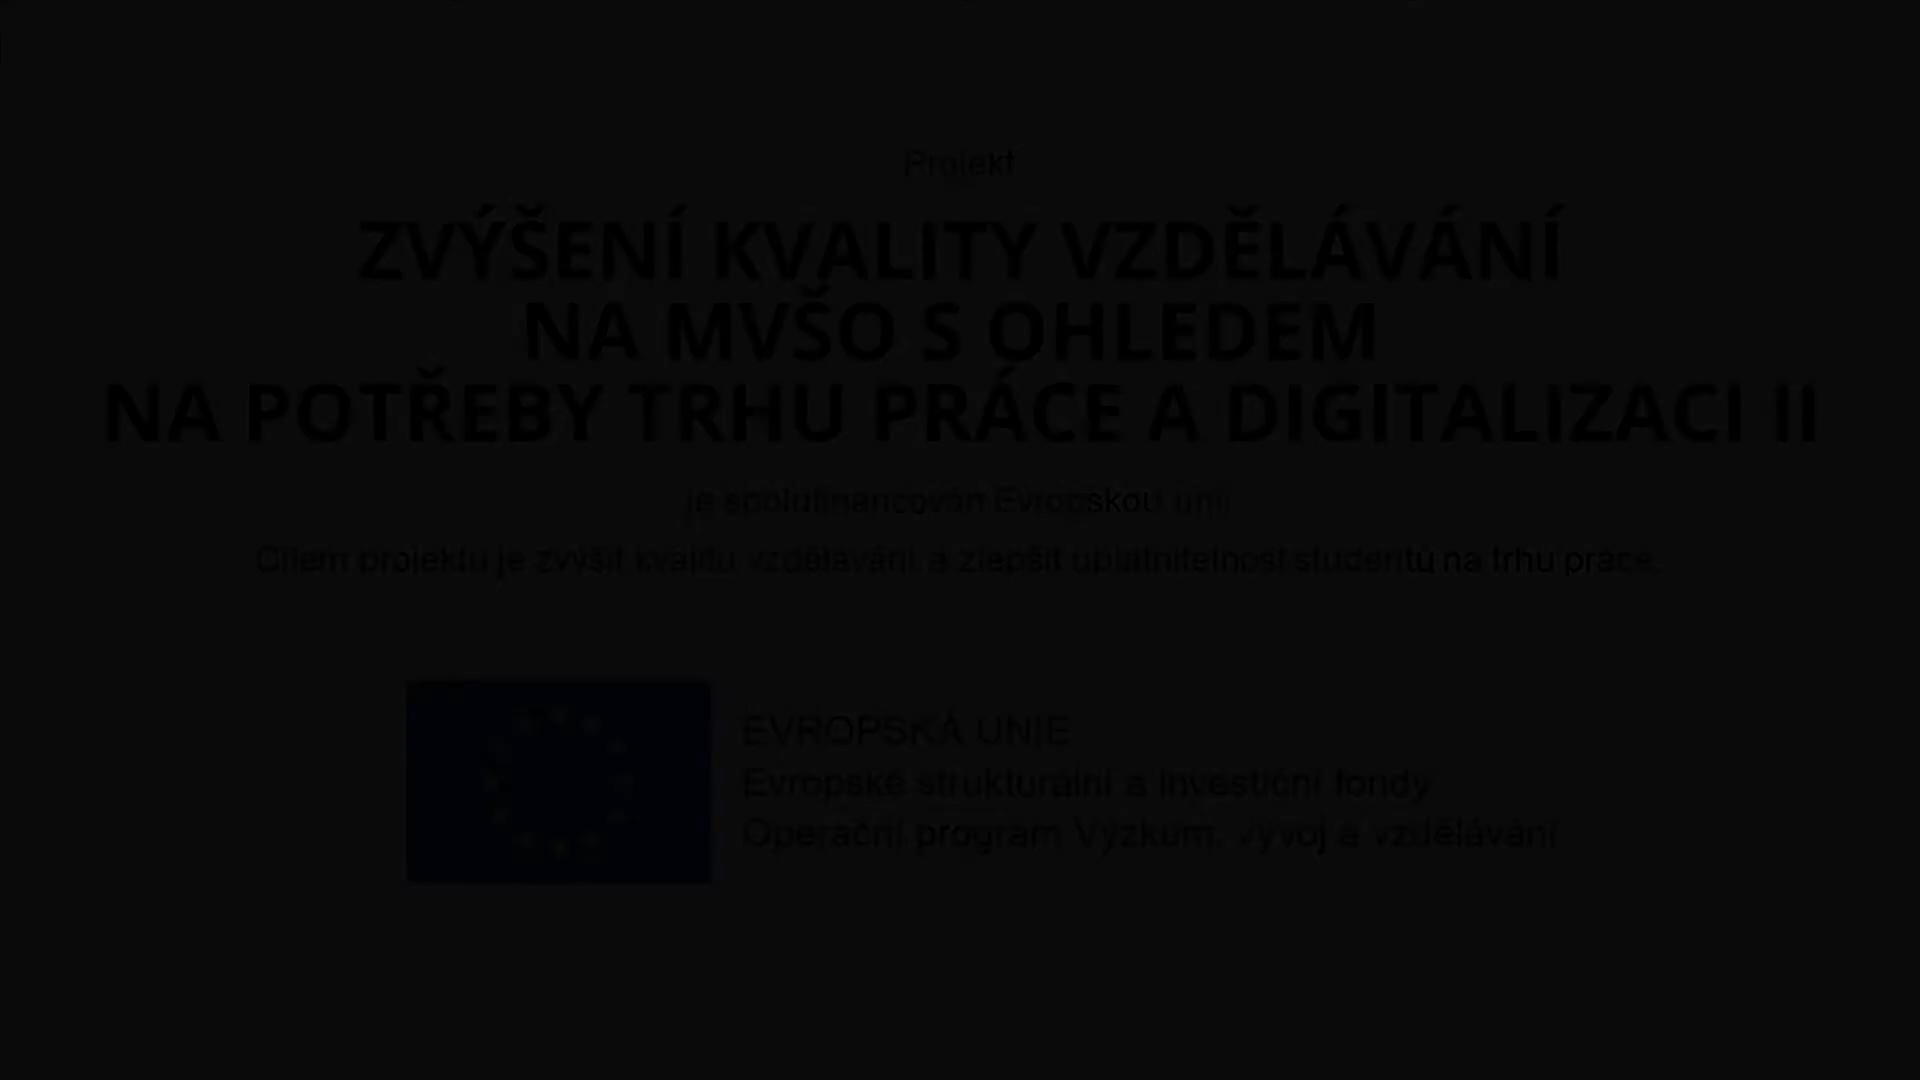 Projekt
ZVÝŠENÍ KVALITY VZDĚLÁVÁNÍ
NA MVŠO S OHLEDEM
NA POTŘEBY TRHU PRÁCE A DIGITALIZACI II
je spolufinancován Evropskou unií
Cílem projektu je zvýšit kvalitu vzdělávání a zlepšit uplatnitelnost studentů na trhu práce.
EVROPSKÁ UNIE
Evropské strukturální a investiční fondy
Operační program Výzkum, vývoj a vzdělávání